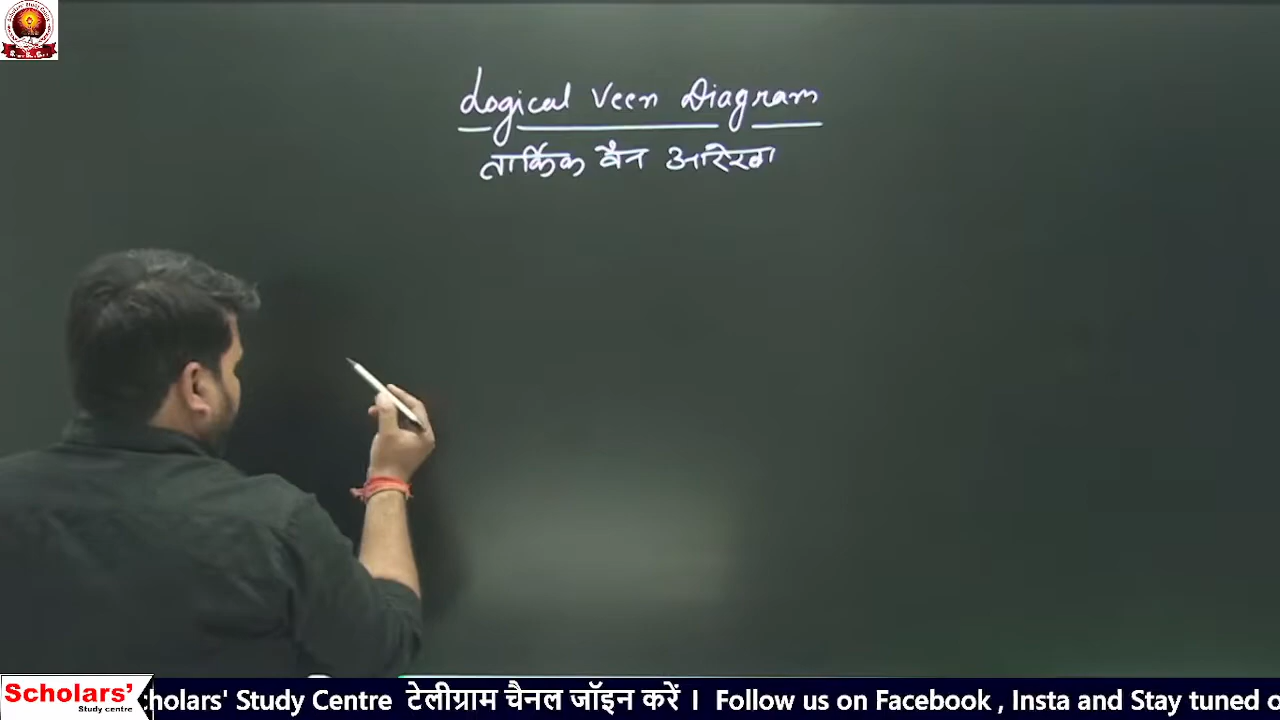 Logical Veen Diagram
तार्किक वैन आरेख
Scholars'
Study centre
cholars' Study Centre टेलीग्राम चैनल जॉइन करें । Follow us on Facebook , Insta and Stay tuned